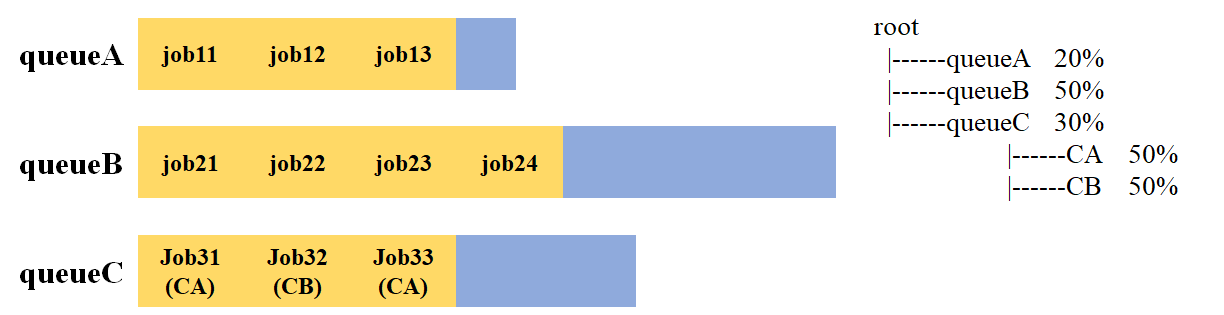 queueA
job11 job12 job13
queueB
job21 job22 job23 job24
queueC
Job31 Job32 Job33
(CA) (CB) (CA)
root
|------queueA 20%
|------queueB 50%
|------queueC 30%
|------CA 50%
|------CB 50%